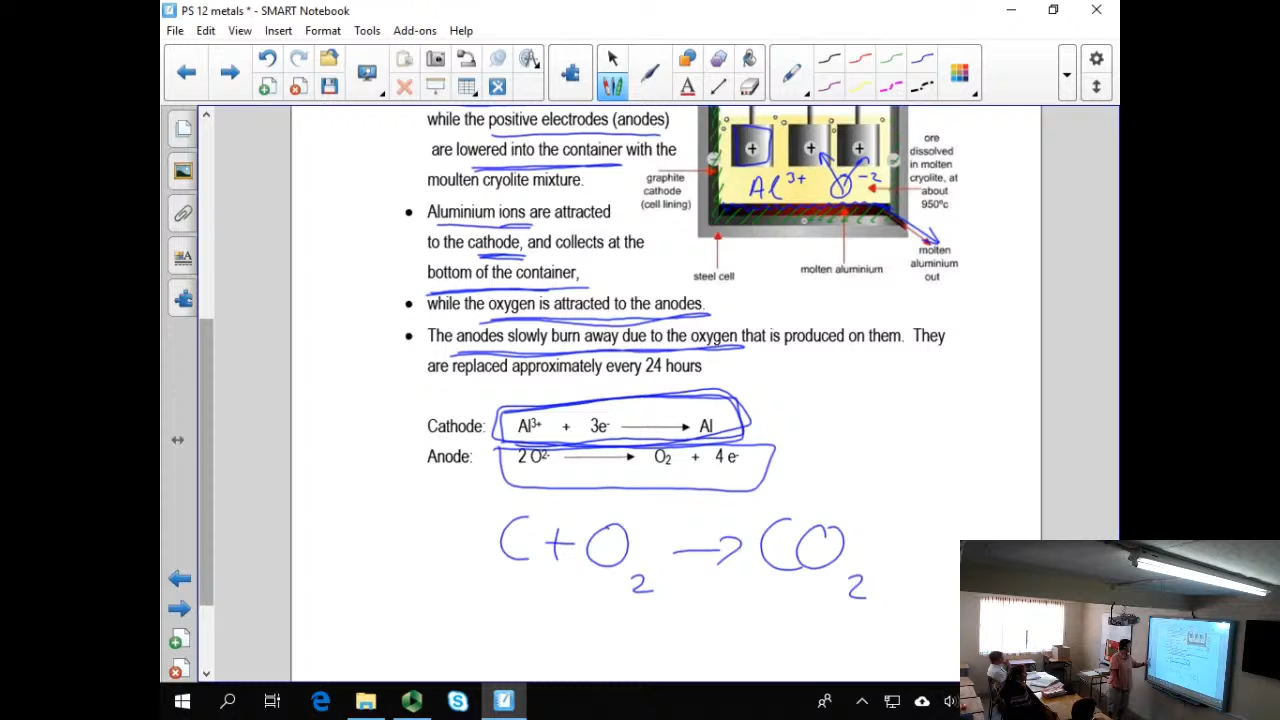 PS 12 metals * - SMART Notebook
File Edit View Insert Format Tools Add-ons Help
while the positive electrodes (anodes)
are lowered into the container with the
moulten cryolite mixture.
• Aluminium ions are attracted
to the cathode, and collects at the
bottom of the container,
• while the oxygen is attracted to the anodes.
• The anodes slowly burn away due to the oxygen that is produced on them. They
are replaced approximately every 24 hours
+ + +
ore
dissolved
in molten
cryolite, at
about
950ºc
graphite
cathode
(cell lining)
Al 3+ O -2
steel cell
molten aluminium
molten
aluminium
out
Cathode: Al3+ + 3e- → Al
Anode: 2 O2- → O2 + 4 e-
C + O2 → CO2